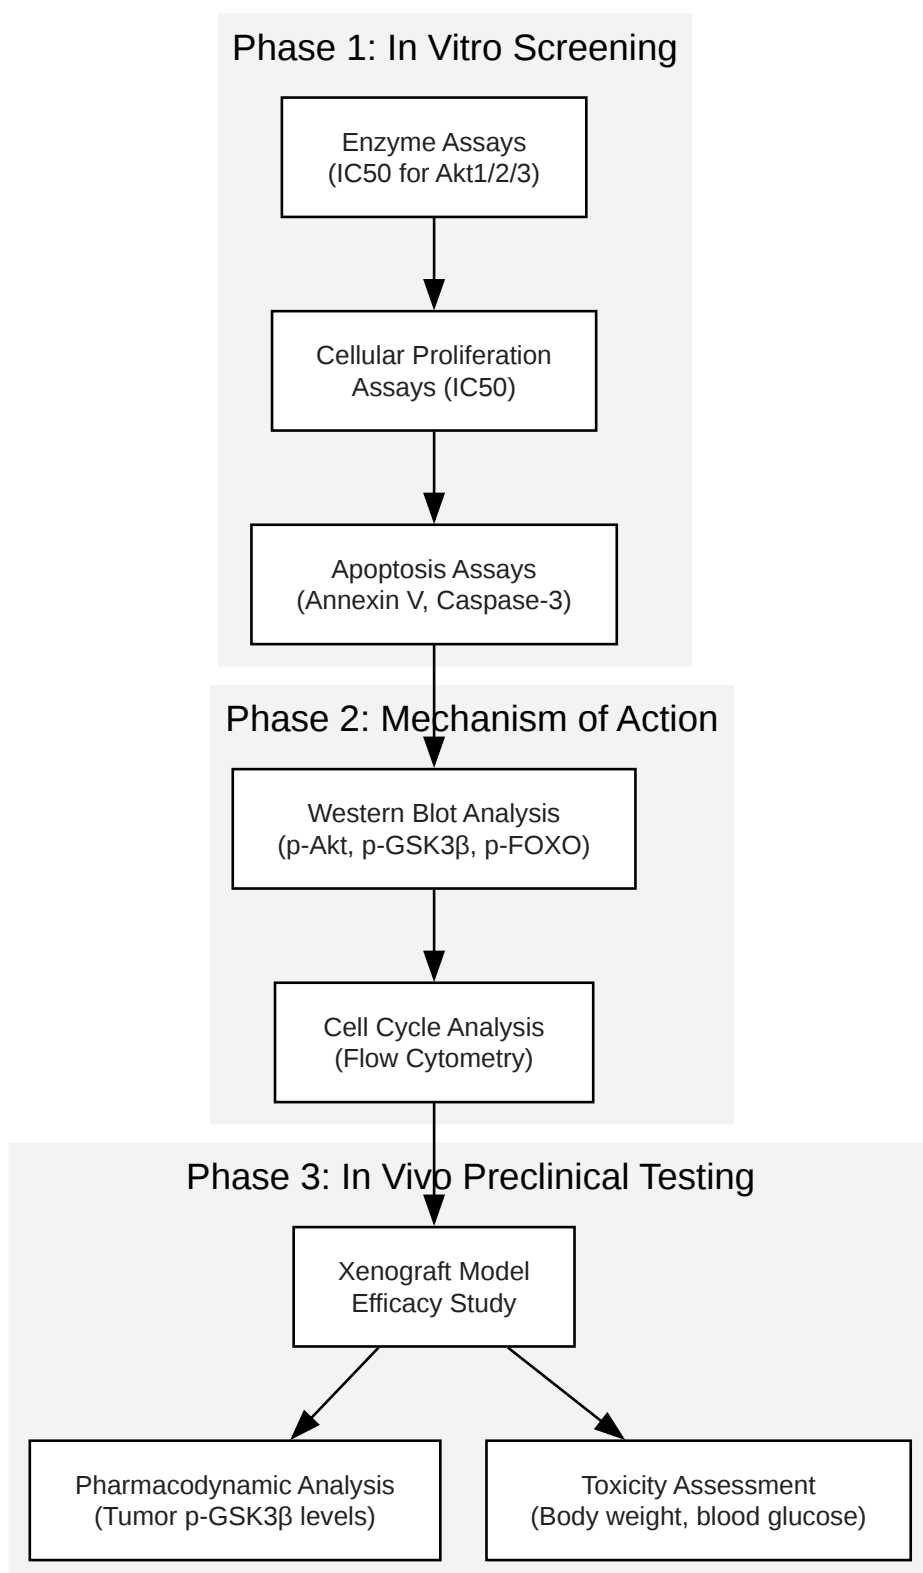 Phase 1: In Vitro Screening
Enzyme Assays
(IC50 for Akt1/2/3)
Cellular Proliferation
Assays (IC50)
Apoptosis Assays
(Annexin V, Caspase-3)
Phase 2: Mechanism of Action
Western Blot Analysis
(p-Akt, p-GSK3β, p-FOXO)
Cell Cycle Analysis
(Flow Cytometry)
Phase 3: In Vivo Preclinical Testing
Xenograft Model
Efficacy Study
Pharmacodynamic Analysis
(Tumor p-GSK3β levels)
Toxicity Assessment
(Body weight, blood glucose)